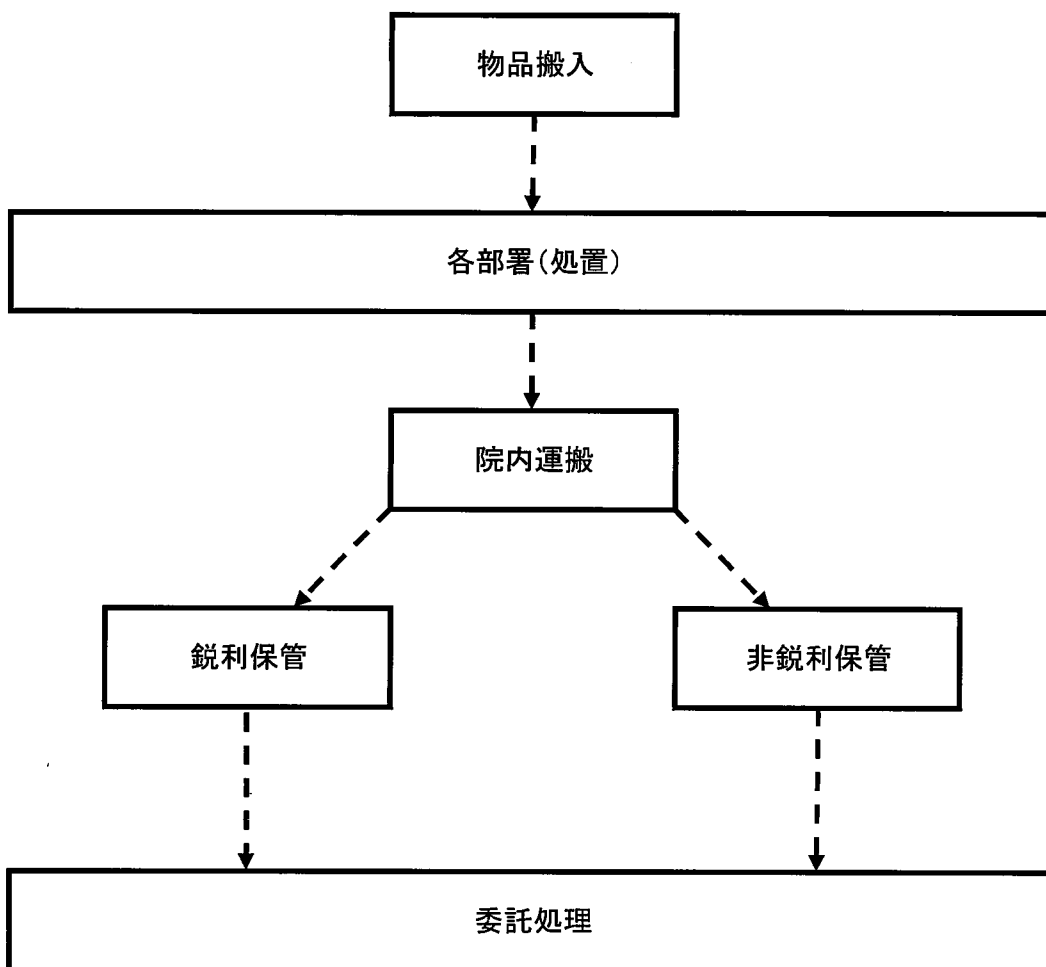 物品搬入
各部署(処置)
院内運搬
鋭利保管
非鋭利保管
委託処理